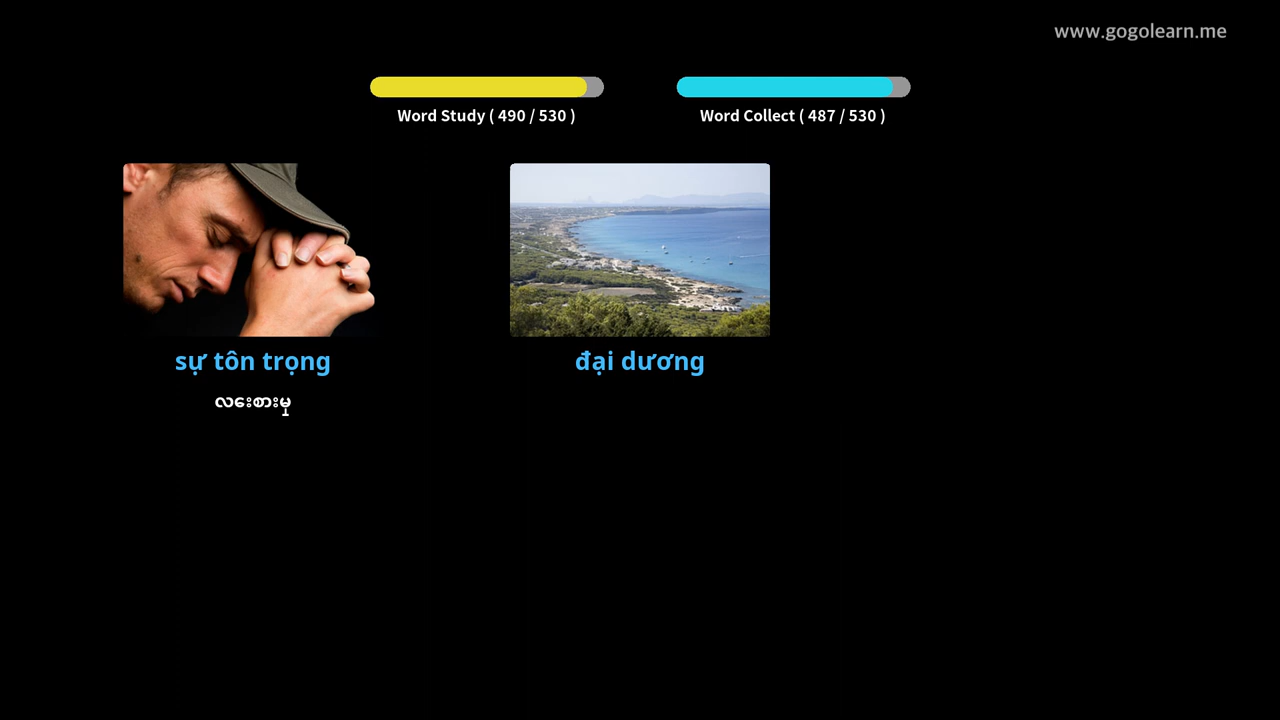 www.gogolearn.me
Word Study ( 490 / 530 )
Word Collect ( 487 / 530 )
sự tôn trọng
đại dương
လေးစားမှု